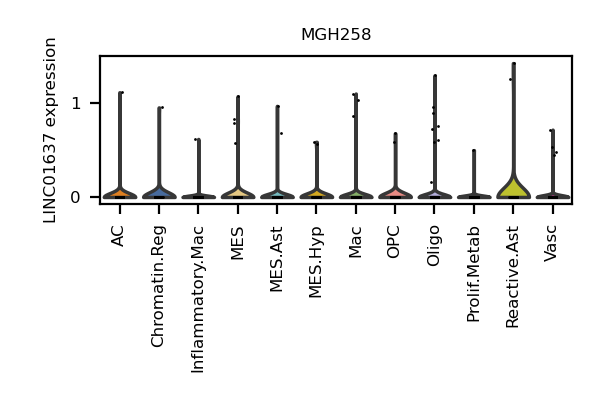 MGH258
LINC01637 expression
1
0
AC
Chromatin.Reg
Inflammatory.Mac
MES
MES.Ast
MES.Hyp
Mac
OPC
Oligo
Prolif.Metab
Reactive.Ast
Vasc